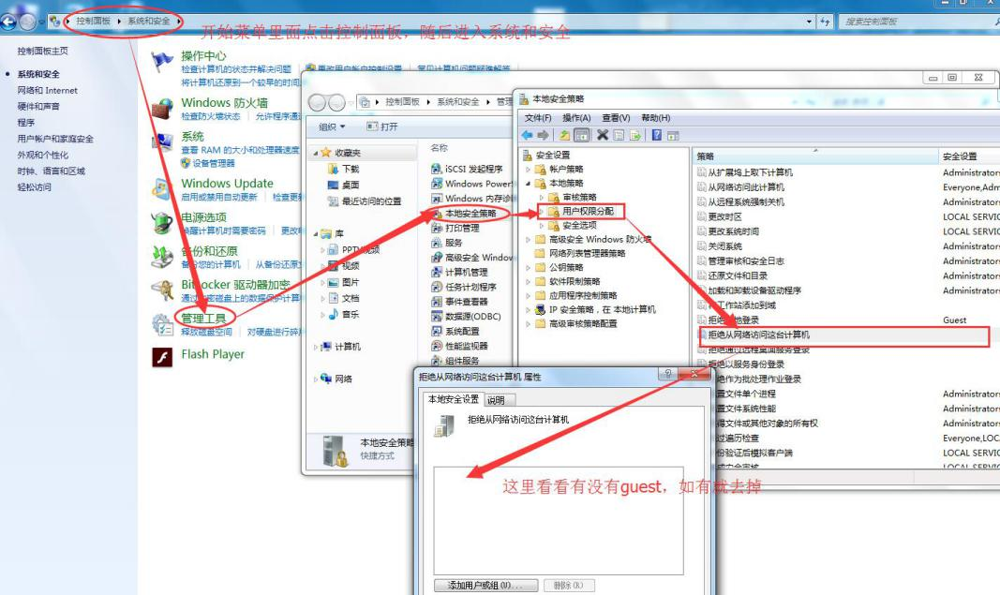 控制面板 系统和安全
搜索控制面板
开始菜单里面点击控制面板，随后进入系统和安全
控制面板主页
系统和安全
网络和 Internet
硬件和声音
程序
用户帐户和家庭安全
外观和个性化
时钟、语言和区域
轻松访问
操作中心
检查计算机的状态并解决问题
更改用户帐户控制设置
常见计算机问题疑难解答
将计算机还原到一个较早的时间
Windows 防火墙
检查防火墙状态
允许程序通
系统
查看 RAM 的大小和处理器速度
设备管理器
Windows Update
启用或禁用自动更新
检查更新
电源选项
唤醒计算机时需要密码
更改电
备份和还原
备份您的计算机
从备份还原
BitLocker 驱动器加密
管理工具
释放磁盘空间
对硬盘进行碎片
Flash Player
控制面板 系统和安全 管理
组织 打开
收藏夹
下载
桌面
最近访问的位置
库
PPTV视频
视频
图片
文档
音乐
计算机
网络
名称
iSCSI 发起程序
Windows Power
Windows 内存诊
本地安全策略
打印管理
服务
高级安全 Window
计算机管理
任务计划程序
事件查看器
数据源(ODBC)
系统配置
性能监视器
组件服务
本地安全策略
快捷方式
本地安全策略
文件(F) 操作(A) 查看(V) 帮助(H)
安全设置
帐户策略
本地策略
审核策略
用户权限分配
安全选项
高级安全 Windows 防火墙
网络列表管理器策略
公钥策略
软件限制策略
应用程序控制策略
IP 安全策略，在 本地计算机
高级审核策略配置
策略 安全设置
从扩展坞上取下计算机 Administrators
从网络访问此计算机 Everyone,Adm
从远程系统强制关机 Administrators
更改时区 LOCAL SERVIC
更改系统时间 LOCAL SERVIC
关闭系统 Administrators
管理审核和安全日志 Administrators
还原文件和目录 Administrators
加载和卸载设备驱动程序 Administrators
工作站添加到域
拒绝 地登录 Guest
拒绝从网络访问这台计算机
拒绝通过远程桌面服务登录
拒绝以服务身份登录
绝作为批处理作业登录
置文件单个进程 Administrators
置文件系统性能 Administrators
得文件或其他对象的所有权 Administrators
过遍历检查 Everyone,LOC
份验证后模拟客户端 LOCAL SERVIC
LOCAL SERVIC
拒绝从网络访问这台计算机 属性
本地安全设置 说明
拒绝从网络访问这台计算机
这里看看有没有guest，如有就去掉
添加用户或组(U)... 删除(R)